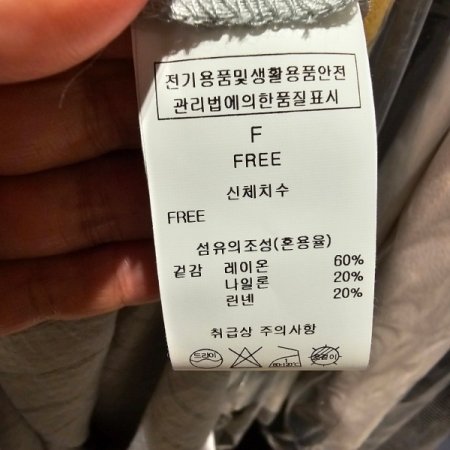 전기용품및생활용품안전
관리법에의한품질표시
F
FREE
신체치수
FREE
섬유의조성(혼용율)
겉감 레이온 60%
나일론 20%
린넨 20%
취급상 주의사항
드라이